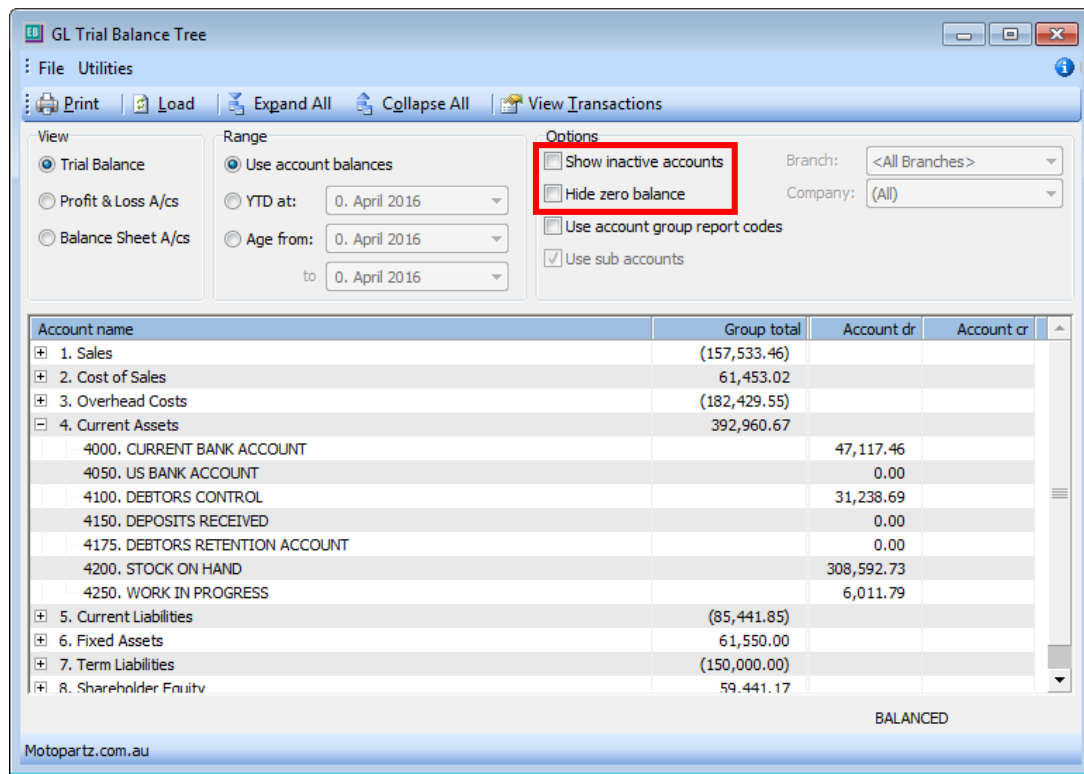 EB GL Trial Balance Tree
File Utilities
Print Load Expand All Collapse All View Transactions
View
Trial Balance
Profit & Loss A/cs
Balance Sheet A/cs
Range
Use account balances
YTD at: 0. April 2016
Age from: 0. April 2016
to 0. April 2016
Options
Show inactive accounts
Hide zero balance
Use account group report codes
Use sub accounts
Branch: <All Branches>
Company: (All)
Account name Group total Account dr Account cr
1. Sales (157,533.46)
2. Cost of Sales 61,453.02
3. Overhead Costs (182,429.55)
4. Current Assets 392,960.67
4000. CURRENT BANK ACCOUNT 47,117.46
4050. US BANK ACCOUNT 0.00
4100. DEBTORS CONTROL 31,238.69
4150. DEPOSITS RECEIVED 0.00
4175. DEBTORS RETENTION ACCOUNT 0.00
4200. STOCK ON HAND 308,592.73
4250. WORK IN PROGRESS 6,011.79
5. Current Liabilities (85,441.85)
6. Fixed Assets 61,550.00
7. Term Liabilities (150,000.00)
8. Shareholder Equity 59,441.17
BALANCED
Motopartz.com.au